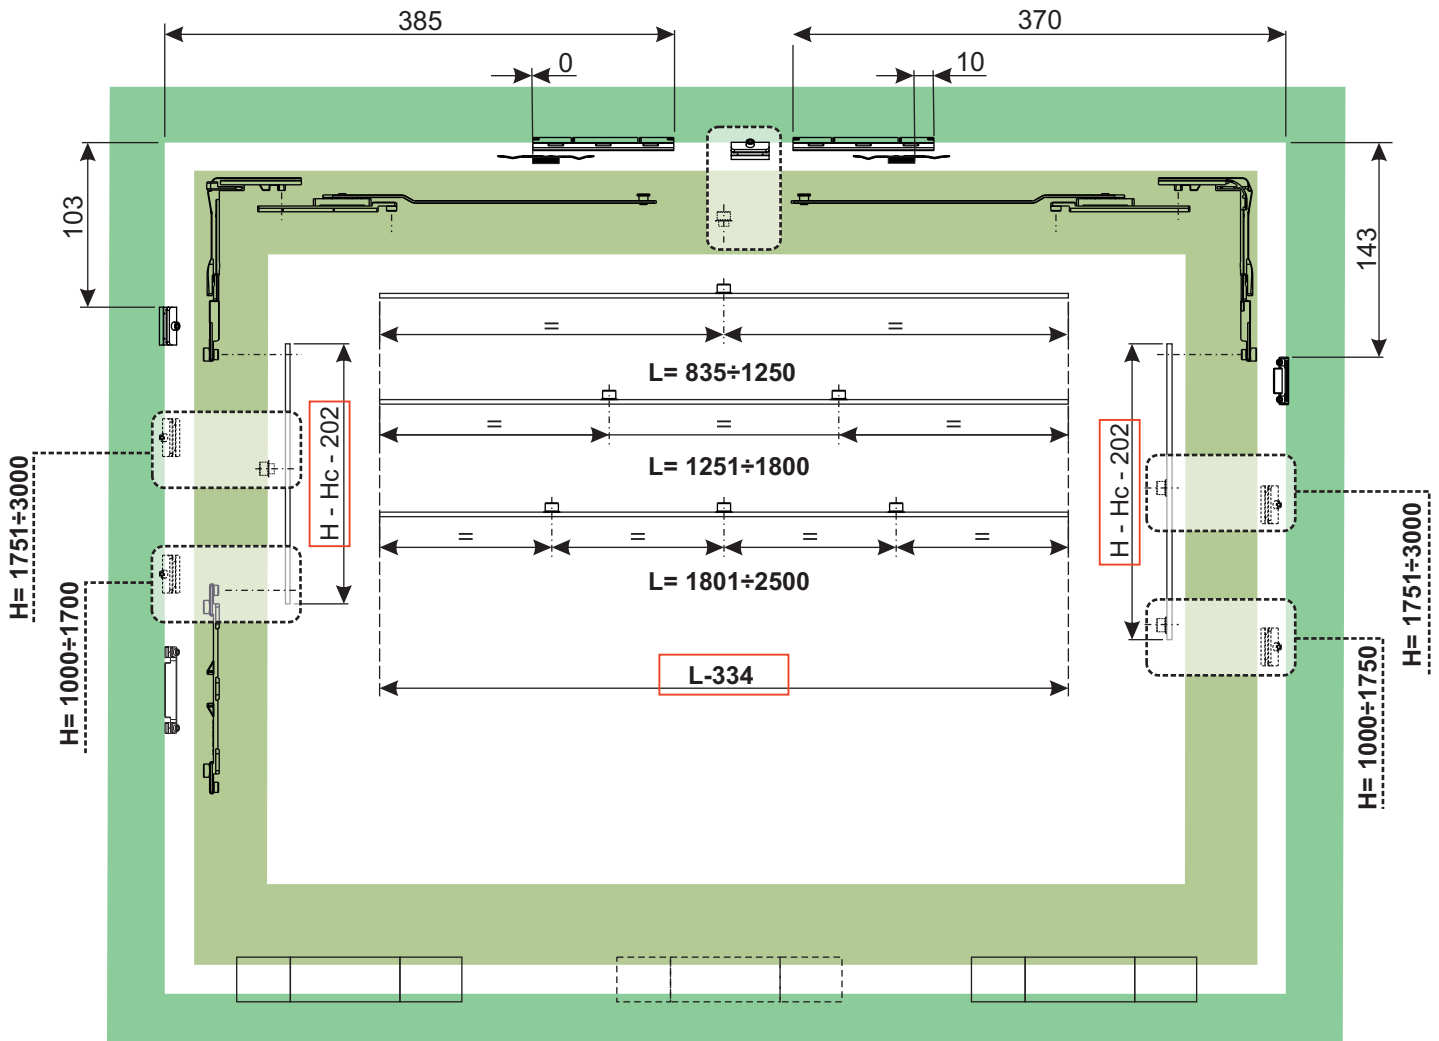 385
370
0
10
103
143
=
=
L= 835÷1250
=
=
=
L= 1251÷1800
=
=
=
=
L= 1801÷2500
L-334
H - Hc - 202
H - Hc - 202
H= 1751÷3000
H= 1000÷1700
H= 1751÷3000
H= 1000÷1750